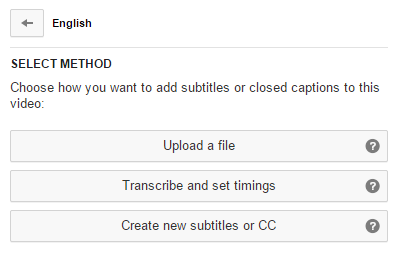 English
SELECT METHOD
Choose how you want to add subtitles or closed captions to this
video:
Upload a file ?
Transcribe and set timings ?
Create new subtitles or CC ?